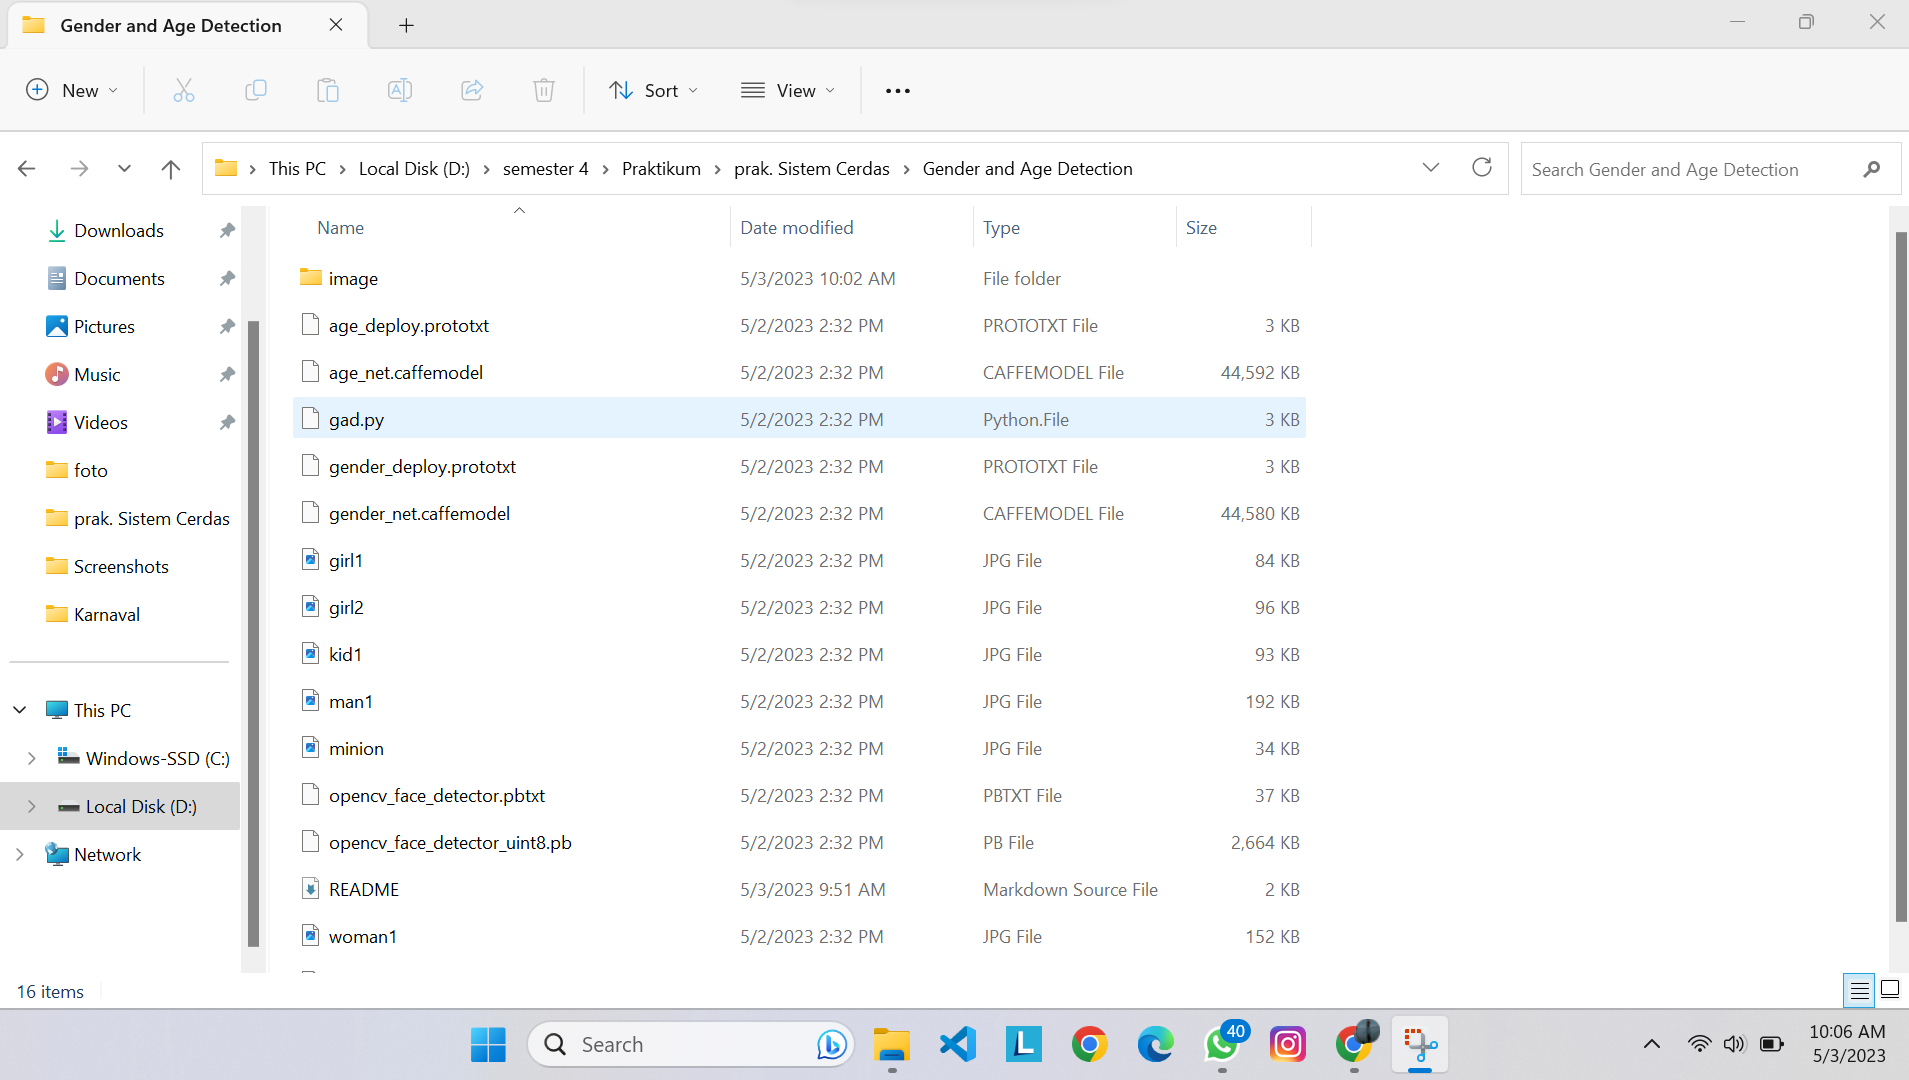 Gender and Age Detection
New
Sort
View
This PC > Local Disk (D:) > semester 4 > Praktikum > prak. Sistem Cerdas > Gender and Age Detection
Search Gender and Age Detection
Name Date modified Type Size
Downloads
Documents
Pictures
Music
Videos
foto
prak. Sistem Cerdas
Screenshots
Karnaval
This PC
Windows-SSD (C:)
Local Disk (D:)
Network
image 5/3/2023 10:02 AM File folder
age_deploy.prototxt 5/2/2023 2:32 PM PROTOTXT File 3 KB
age_net.caffemodel 5/2/2023 2:32 PM CAFFEMODEL File 44,592 KB
gad.py 5/2/2023 2:32 PM Python.File 3 KB
gender_deploy.prototxt 5/2/2023 2:32 PM PROTOTXT File 3 KB
gender_net.caffemodel 5/2/2023 2:32 PM CAFFEMODEL File 44,580 KB
girl1 5/2/2023 2:32 PM JPG File 84 KB
girl2 5/2/2023 2:32 PM JPG File 96 KB
kid1 5/2/2023 2:32 PM JPG File 93 KB
man1 5/2/2023 2:32 PM JPG File 192 KB
minion 5/2/2023 2:32 PM JPG File 34 KB
opencv_face_detector.pbtxt 5/2/2023 2:32 PM PBTXT File 37 KB
opencv_face_detector_uint8.pb 5/2/2023 2:32 PM PB File 2,664 KB
README 5/3/2023 9:51 AM Markdown Source File 2 KB
woman1 5/2/2023 2:32 PM JPG File 152 KB
16 items
Search
L
40
10:06 AM
5/3/2023